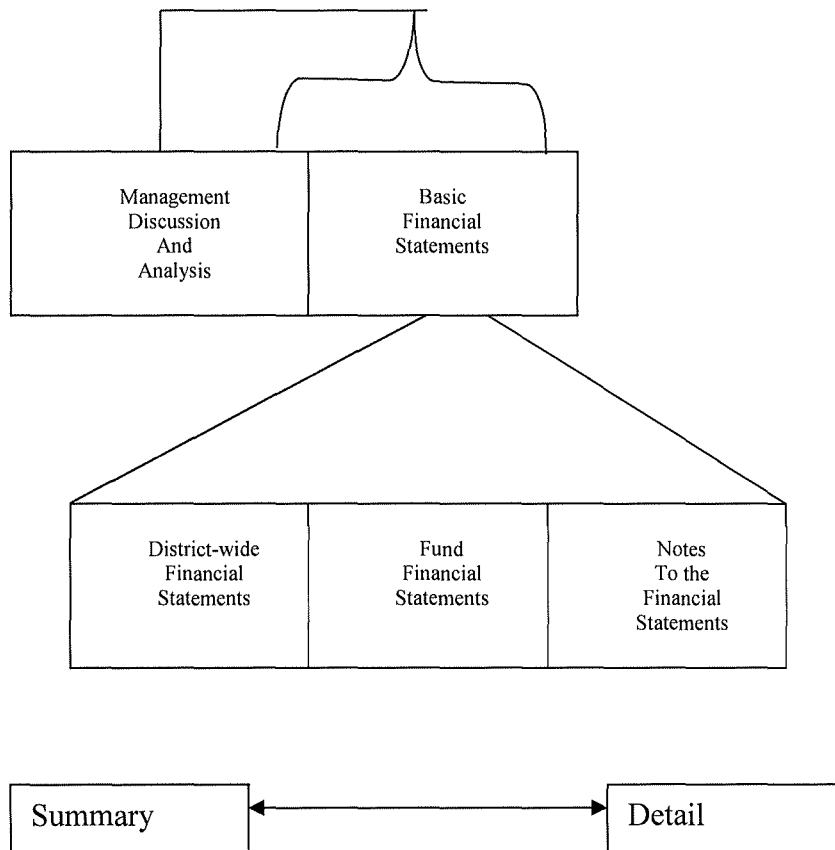 Management
Discussion
And
Analysis
Basic
Financial
Statements
District-wide
Financial
Statements
Fund
Financial
Statements
Notes
To the
Financial
Statements
Summary
Detail